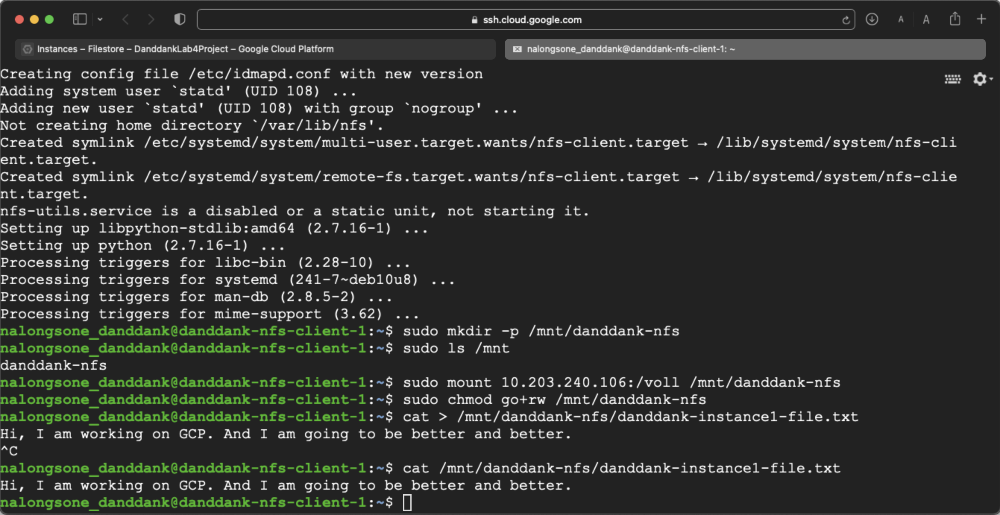 ssh.cloud.google.com
A A
Instances – Filestore – DanddankLab4Project – Google Cloud Platform
nalongsone_danddank@danddank-nfs-client-1: ~
Creating config file /etc/idmapd.conf with new version
Adding system user `statd' (UID 108) ...
Adding new user `statd' (UID 108) with group `nogroup' ...
Not creating home directory `/var/lib/nfs'.
Created symlink /etc/systemd/system/multi-user.target.wants/nfs-client.target → /lib/systemd/system/nfs-cli
ent.target.
Created symlink /etc/systemd/system/remote-fs.target.wants/nfs-client.target → /lib/systemd/system/nfs-clie
nt.target.
nfs-utils.service is a disabled or a static unit, not starting it.
Setting up libpython-stdlib:amd64 (2.7.16-1) ...
Setting up python (2.7.16-1) ...
Processing triggers for libc-bin (2.28-10) ...
Processing triggers for systemd (241-7~deb10u8) ...
Processing triggers for man-db (2.8.5-2) ...
Processing triggers for mime-support (3.62) ...
nalongsone_danddank@danddank-nfs-client-1:~$ sudo mkdir -p /mnt/danddank-nfs
nalongsone_danddank@danddank-nfs-client-1:~$ sudo ls /mnt
danddank-nfs
nalongsone_danddank@danddank-nfs-client-1:~$ sudo mount 10.203.240.106:/voll /mnt/danddank-nfs
nalongsone_danddank@danddank-nfs-client-1:~$ sudo chmod go+rw /mnt/danddank-nfs
nalongsone_danddank@danddank-nfs-client-1:~$ cat > /mnt/danddank-nfs/danddank-instance1-file.txt
Hi, I am working on GCP. And I am going to be better and better.
^C
nalongsone_danddank@danddank-nfs-client-1:~$ cat /mnt/danddank-nfs/danddank-instance1-file.txt
Hi, I am working on GCP. And I am going to be better and better.
nalongsone_danddank@danddank-nfs-client-1:~$